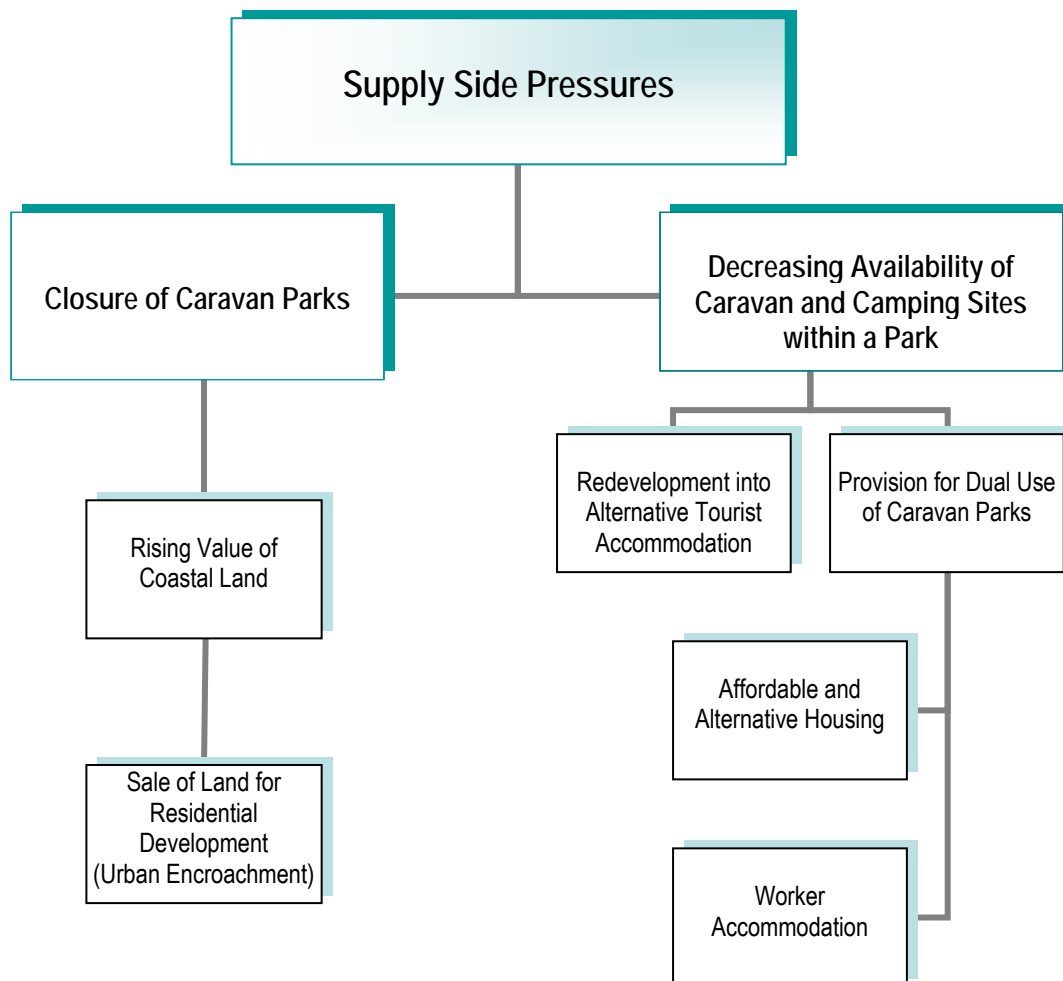 Supply Side Pressures
Closure of Caravan Parks
Decreasing Availability of
Caravan and Camping Sites
within a Park
Redevelopment into
Alternative Tourist
Accommodation
Provision for Dual Use
of Caravan Parks
Rising Value of
Coastal Land
Affordable and
Alternative Housing
Sale of Land for
Residential
Development
(Urban Encroachment)
Worker
Accommodation